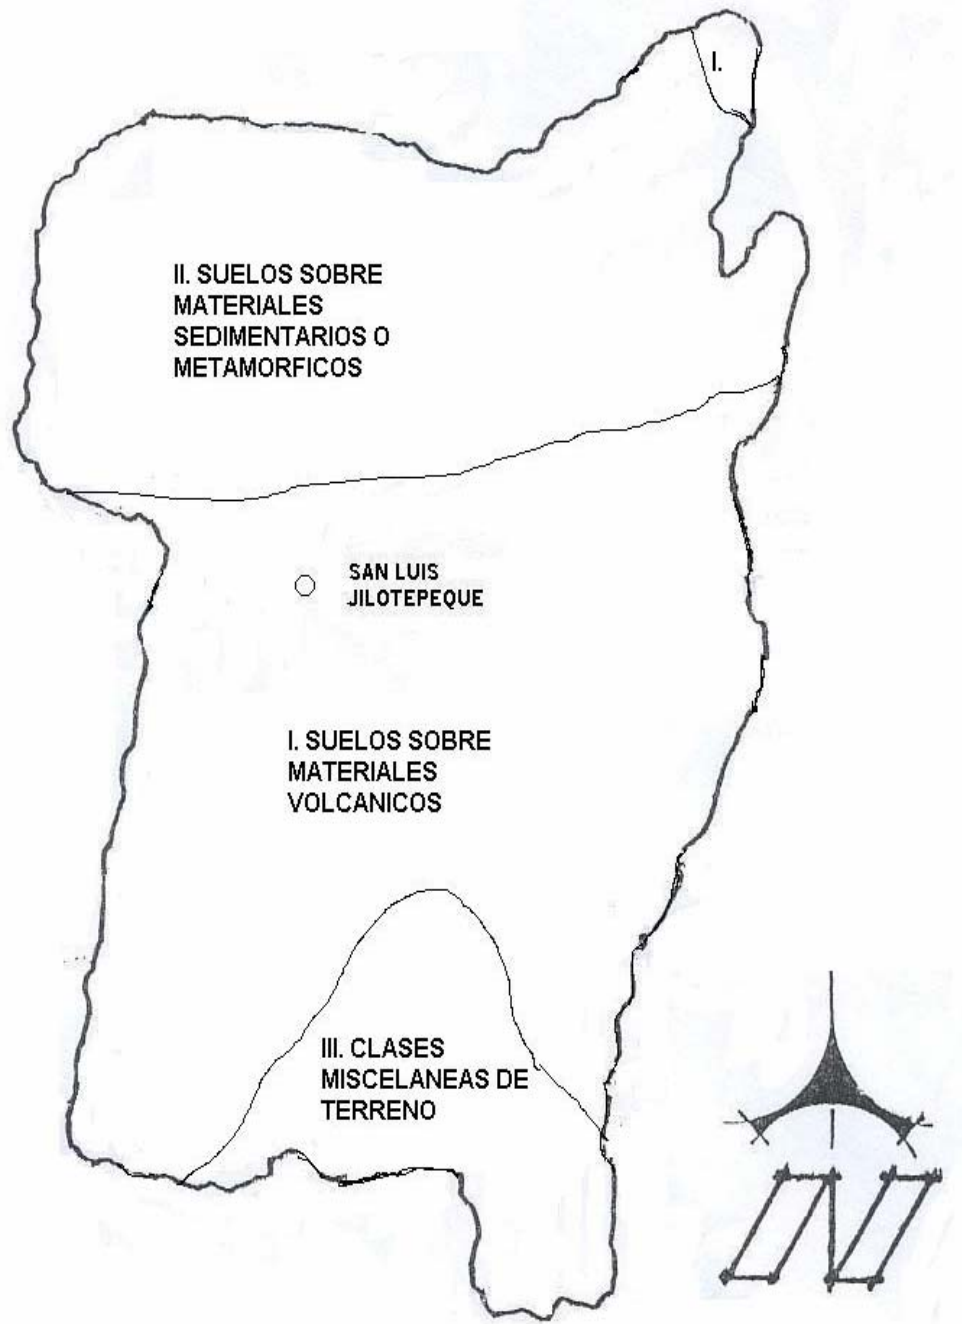 I.
II. SUELOS SOBRE
MATERIALES
SEDIMENTARIOS O
METAMORFICOS
SAN LUIS
JILOTEPEQUE
I. SUELOS SOBRE
MATERIALES
VOLCANICOS
III. CLASES
MISCELANEAS DE
TERRENO
N